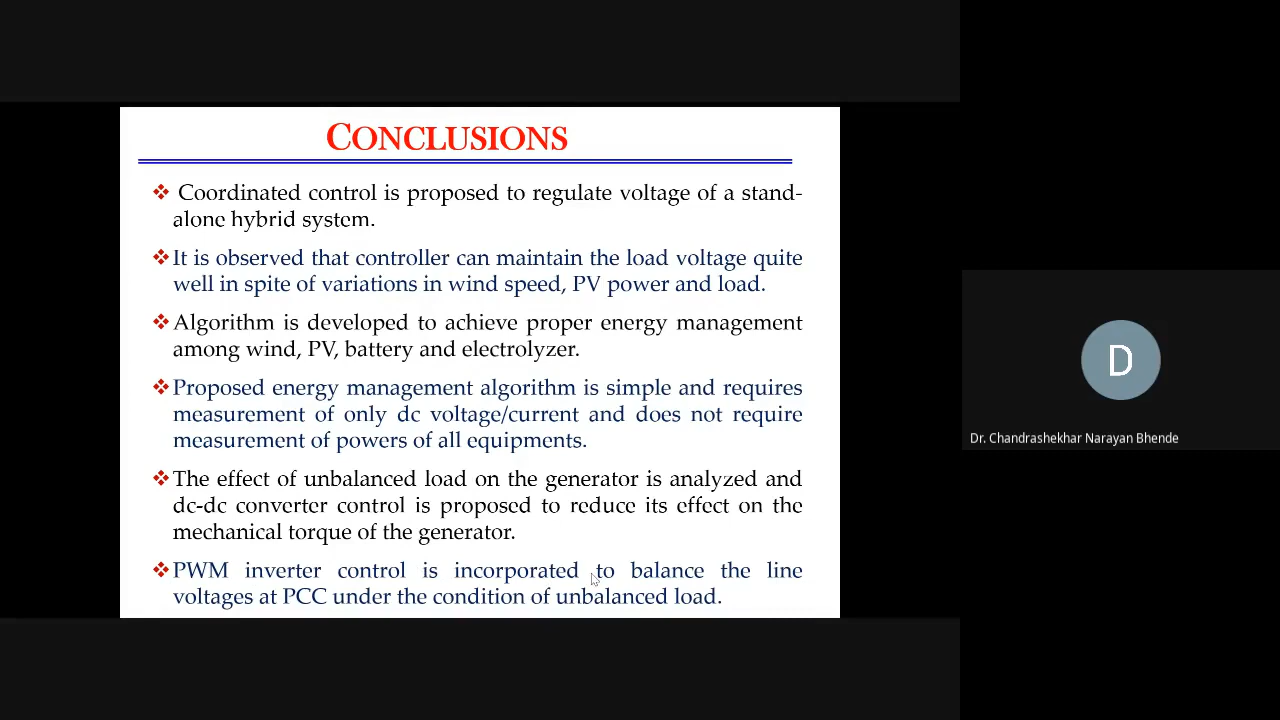 CONCLUSIONS
❖ Coordinated control is proposed to regulate voltage of a stand-
alone hybrid system.
❖ It is observed that controller can maintain the load voltage quite
well in spite of variations in wind speed, PV power and load.
❖ Algorithm is developed to achieve proper energy management
among wind, PV, battery and electrolyzer.
❖ Proposed energy management algorithm is simple and requires
measurement of only dc voltage/current and does not require
measurement of powers of all equipments.
❖ The effect of unbalanced load on the generator is analyzed and
dc-dc converter control is proposed to reduce its effect on the
mechanical torque of the generator.
❖ PWM inverter control is incorporated to balance the line
voltages at PCC under the condition of unbalanced load.
D
Dr. Chandrashekhar Narayan Bhende